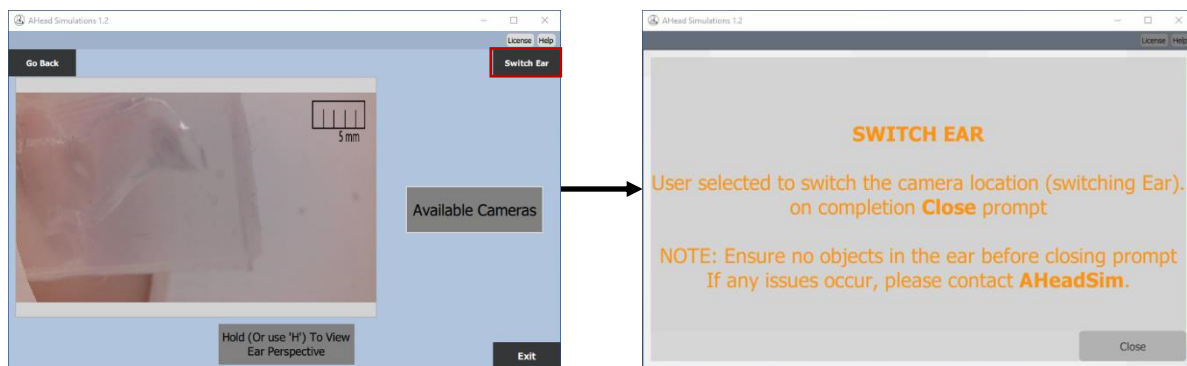 AHead Simulations 1.2
License Help
Go Back
Switch Ear
5 mm
Available Cameras
Hold (Or use 'H') To View
Ear Perspective
Exit
AHead Simulations 1.2
License Help
SWITCH EAR
User selected to switch the camera location (switching Ear).
on completion Close prompt
NOTE: Ensure no objects in the ear before closing prompt
If any issues occur, please contact AHeadSim.
Close